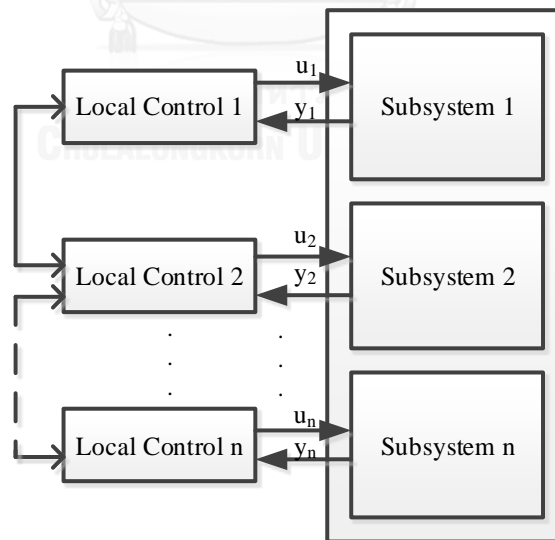 u1
Local Control 1
Subsystem 1
y1
CHULALONGKORN U
u2
Local Control 2
Subsystem 2
y2
. .
. .
. .
un
Local Control n
Subsystem n
yn